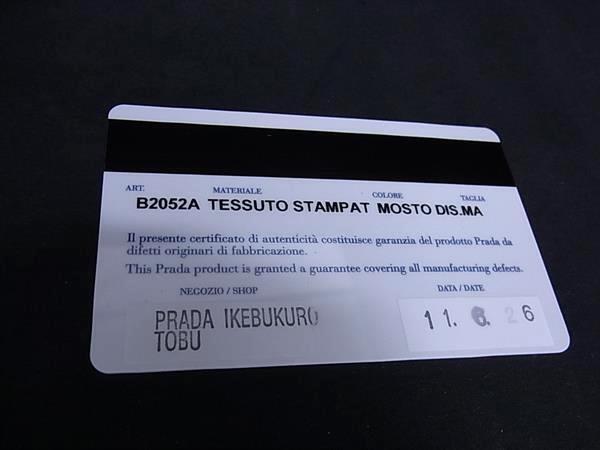 ART. MATERIALE COLORE TAGLIA
B2052A TESSUTO STAMPAT MOSTO DIS.MA
Il presente certificato di autenticità costituisce garanzia del prodotto Prada da
difetti originari di fabbricazione.
This Prada product is granted a guarantee covering all manufacturing defects.
NEGOZIO / SHOP DATA / DATE
PRADA IKEBUKURO 11. 6. 26
TOBU